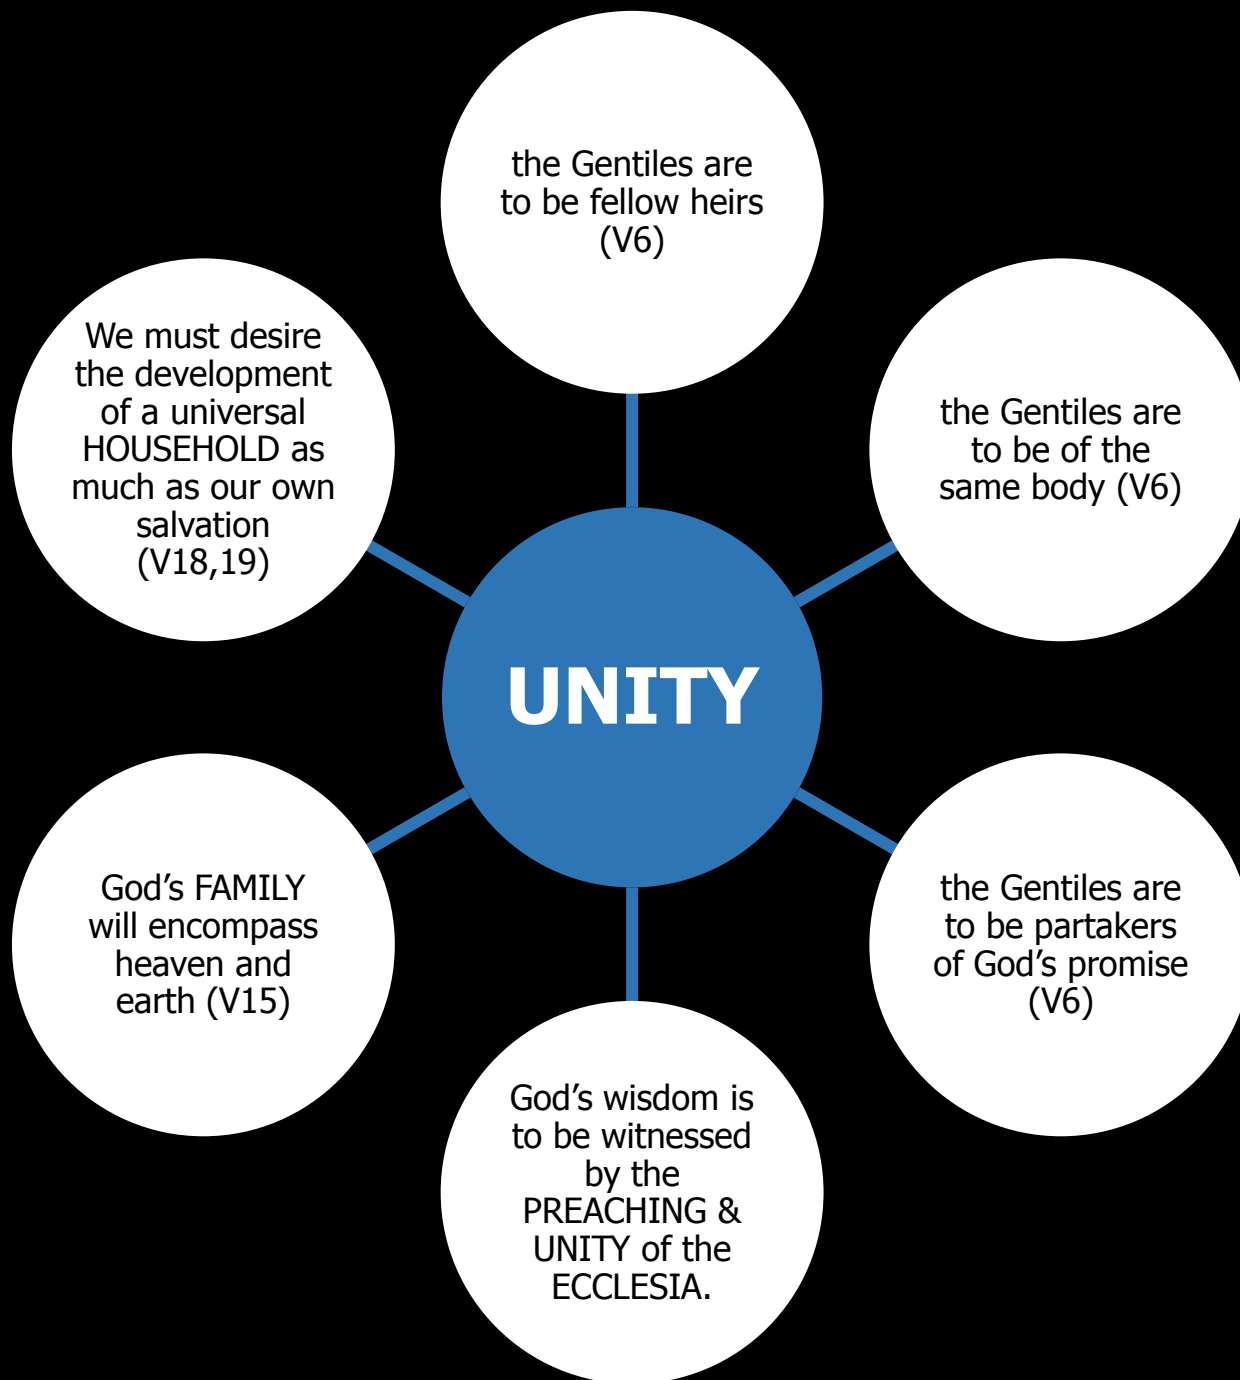 the Gentiles are
to be fellow heirs
(V6)
the Gentiles are
to be of the
same body (V6)
the Gentiles are
to be partakers
of God’s promise
(V6)
God’s wisdom is
to be witnessed
by the
PREACHING &
UNITY of the
ECCLESIA.
God’s FAMILY
will encompass
heaven and
earth (V15)
We must desire
the development
of a universal
HOUSEHOLD as
much as our own
salvation
(V18,19)
UNITY